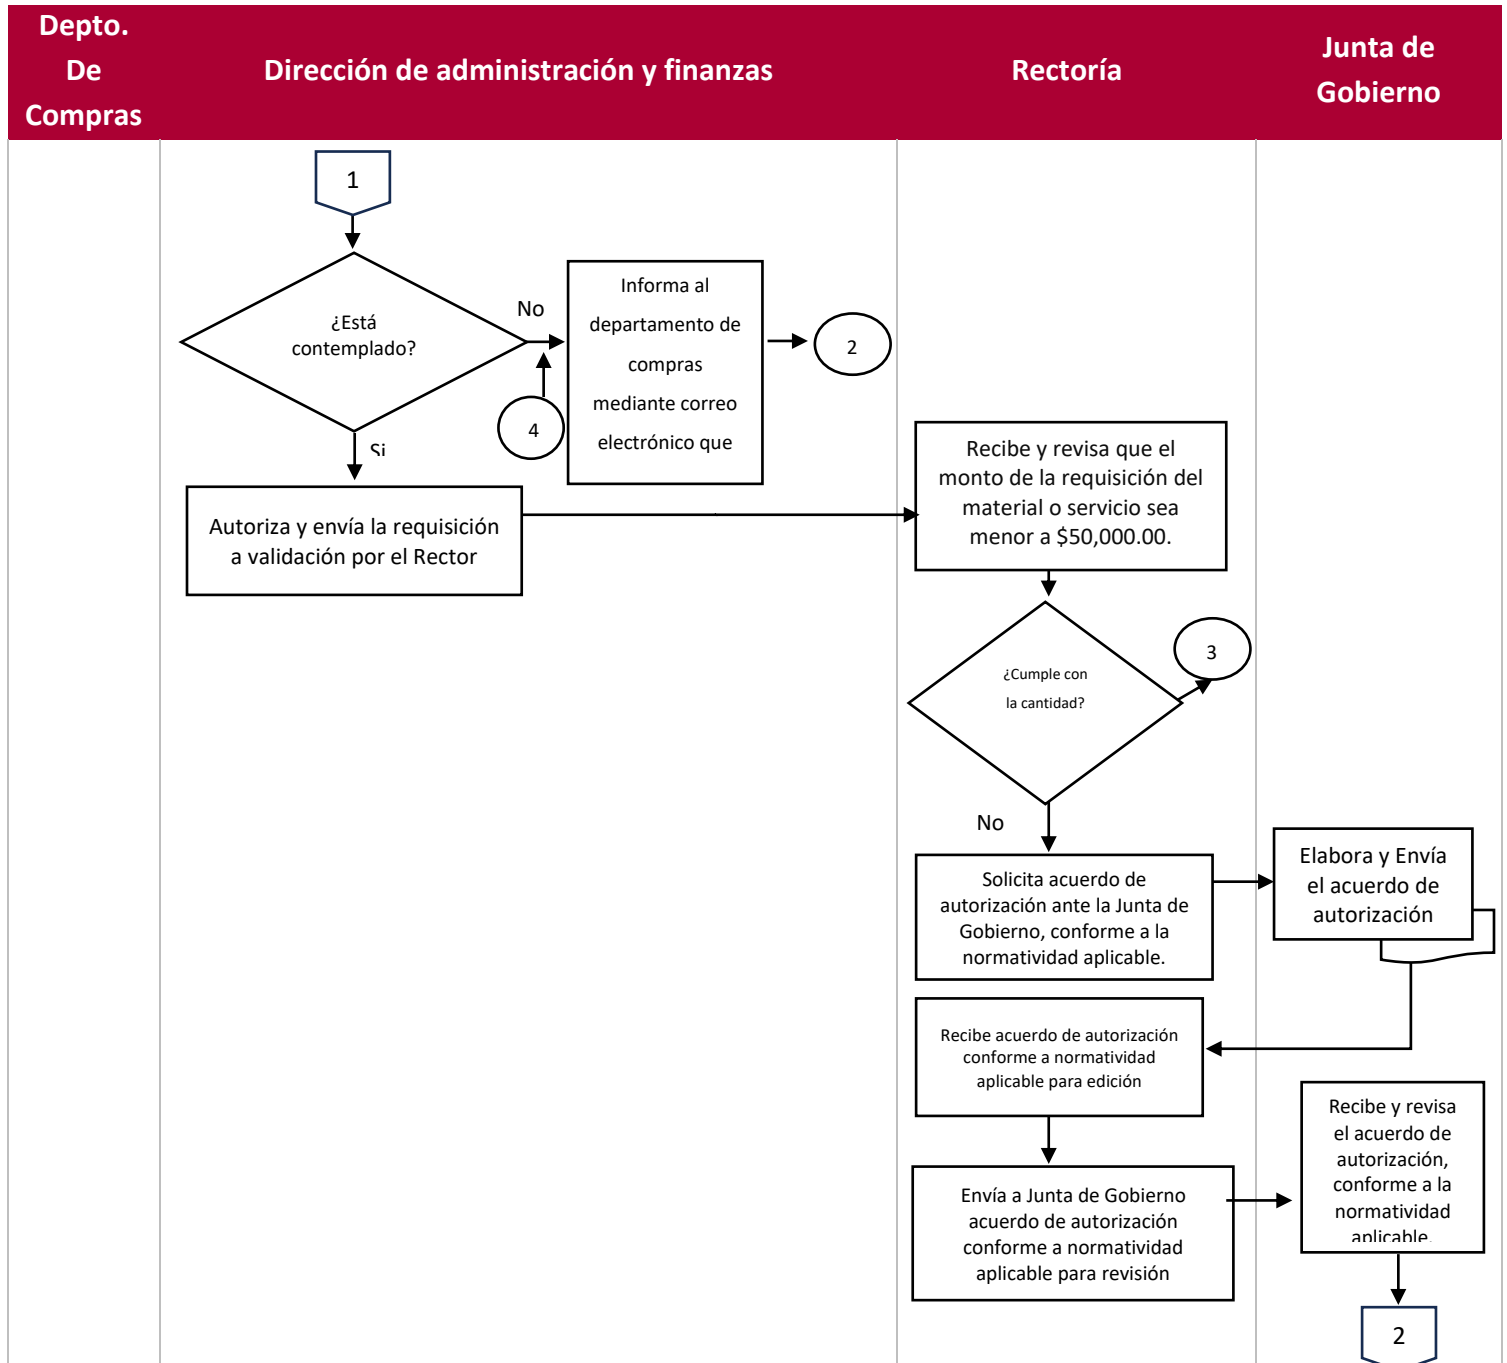 Depto.
De
Compras
Dirección de administración y finanzas
Rectoría
Junta de
Gobierno
1
¿Está
contemplado?
No
Si
4
Informa al
departamento de
compras
mediante correo
electrónico que
2
Autoriza y envía la requisición
a validación por el Rector
Recibe y revisa que el
monto de la requisición del
material o servicio sea
menor a $50,000.00.
¿Cumple con
la cantidad?
3
No
Solicita acuerdo de
autorización ante la Junta de
Gobierno, conforme a la
normatividad aplicable.
Elabora y Envía
el acuerdo de
autorización
Recibe acuerdo de autorización
conforme a normatividad
aplicable para edición
Envía a Junta de Gobierno
acuerdo de autorización
conforme a normatividad
aplicable para revisión
Recibe y revisa
el acuerdo de
autorización,
conforme a la
normatividad
aplicable.
2